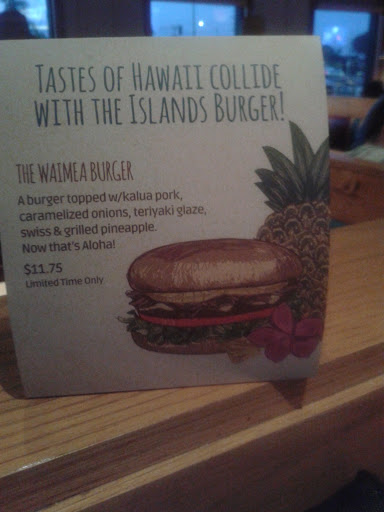 TASTES OF HAWAII COLLIDE
WITH THE ISLANDS BURGER!
THE WAIMEA BURGER
A burger topped w/kalua pork,
caramelized onions, teriyaki glaze,
swiss & grilled pineapple.
Now that's Aloha!
$11.75
Limited Time Only